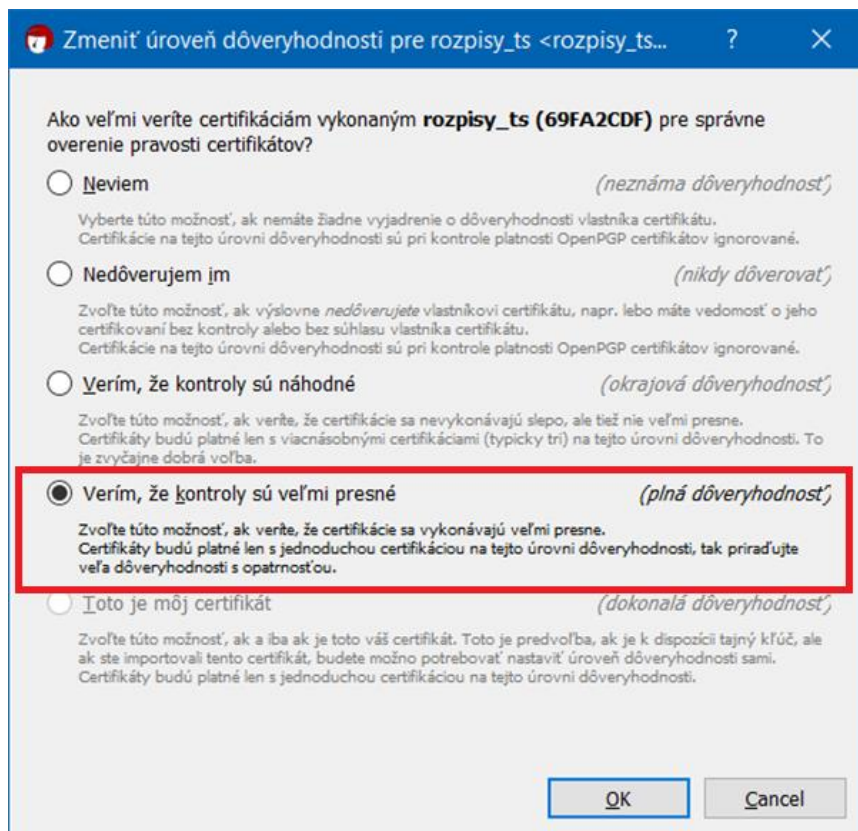 Zmeniť úroveň dôveryhodnosti pre rozpisy_ts <rozpisy_ts... ? ×
Ako veľmi veríte certifikáciám vykonaným rozpisy_ts (69FA2CDF) pre správne
overenie pravosti certifikátov?
Neviem (neznáma dôveryhodnosť)
Vyberte túto možnosť, ak nemáte žiadne vyjadrenie o dôveryhodnosti vlastníka certifikátu.
Certifikácie na tejto úrovni dôveryhodnosti sú pri kontrole platnosti OpenPGP certifikátov ignorované.
Nedôverujem im (nikdy dôverovať)
Zvoľte túto možnosť, ak výslovne nedôverujete vlastníkovi certifikátu, napr. lebo máte vedomosť o jeho
certifikovaní bez kontroly alebo bez súhlasu vlastníka certifikátu.
Certifikácie na tejto úrovni dôveryhodnosti sú pri kontrole platnosti OpenPGP certifikátov ignorované.
Verím, že kontroly sú náhodné (okrajová dôveryhodnosť)
Zvoľte túto možnosť, ak veríte, že certifikácie sa nevykonávajú slepo, ale tiež nie veľmi presne.
Certifikáty budú platné len s viacnásobnými certifikáciami (typicky tri) na tejto úrovni dôveryhodnosti. To
je zvyčajne dobrá voľba.
Verím, že kontroly sú veľmi presné (plná dôveryhodnosť)
Zvoľte túto možnosť, ak veríte, že certifikácie sa vykonávajú veľmi presne.
Certifikáty budú platné len s jednoduchou certifikáciou na tejto úrovni dôveryhodnosti, tak priraďujte
veľa dôveryhodnosti s opatrnosťou.
Toto je môj certifikát (dokonalá dôveryhodnosť)
Zvoľte túto možnosť, ak a iba ak je toto váš certifikát. Toto je predvoľba, ak je k dispozícii tajný kľúč, ale
ak ste importovali tento certifikát, budete možno potrebovať nastaviť úroveň dôveryhodnosti sami.
Certifikáty budú platné len s jednoduchou certifikáciou na tejto úrovni dôveryhodnosti.
OK Cancel